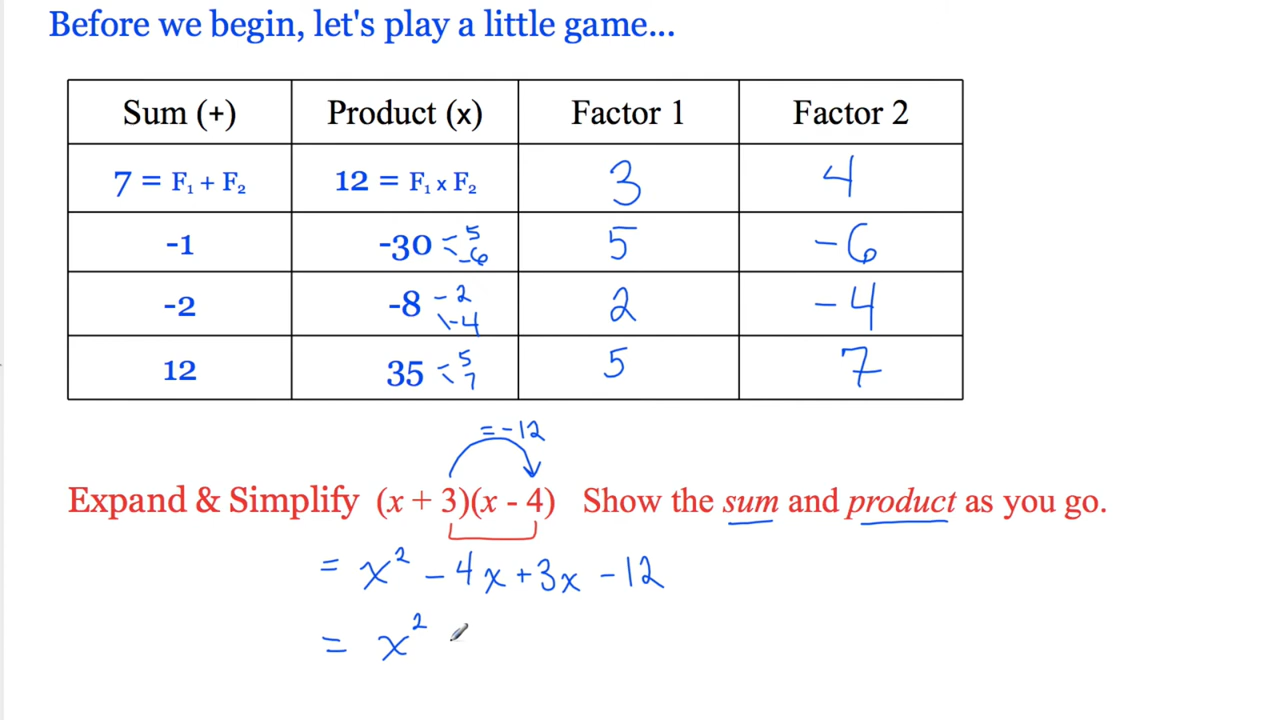 Before we begin, let's play a little game...
Sum (+) Product (x) Factor 1 Factor 2
7 = F₁ + F₂ 12 = F₁ x F₂ 3 4
-1 -30 < 5 -6 5 -6
-2 -8 - 2 \ -4 2 -4
12 35 < 5 7 5 7
= -12
Expand & Simplify (x + 3)(x - 4) Show the sum and product as you go.
= x² - 4x + 3x - 12
= x²